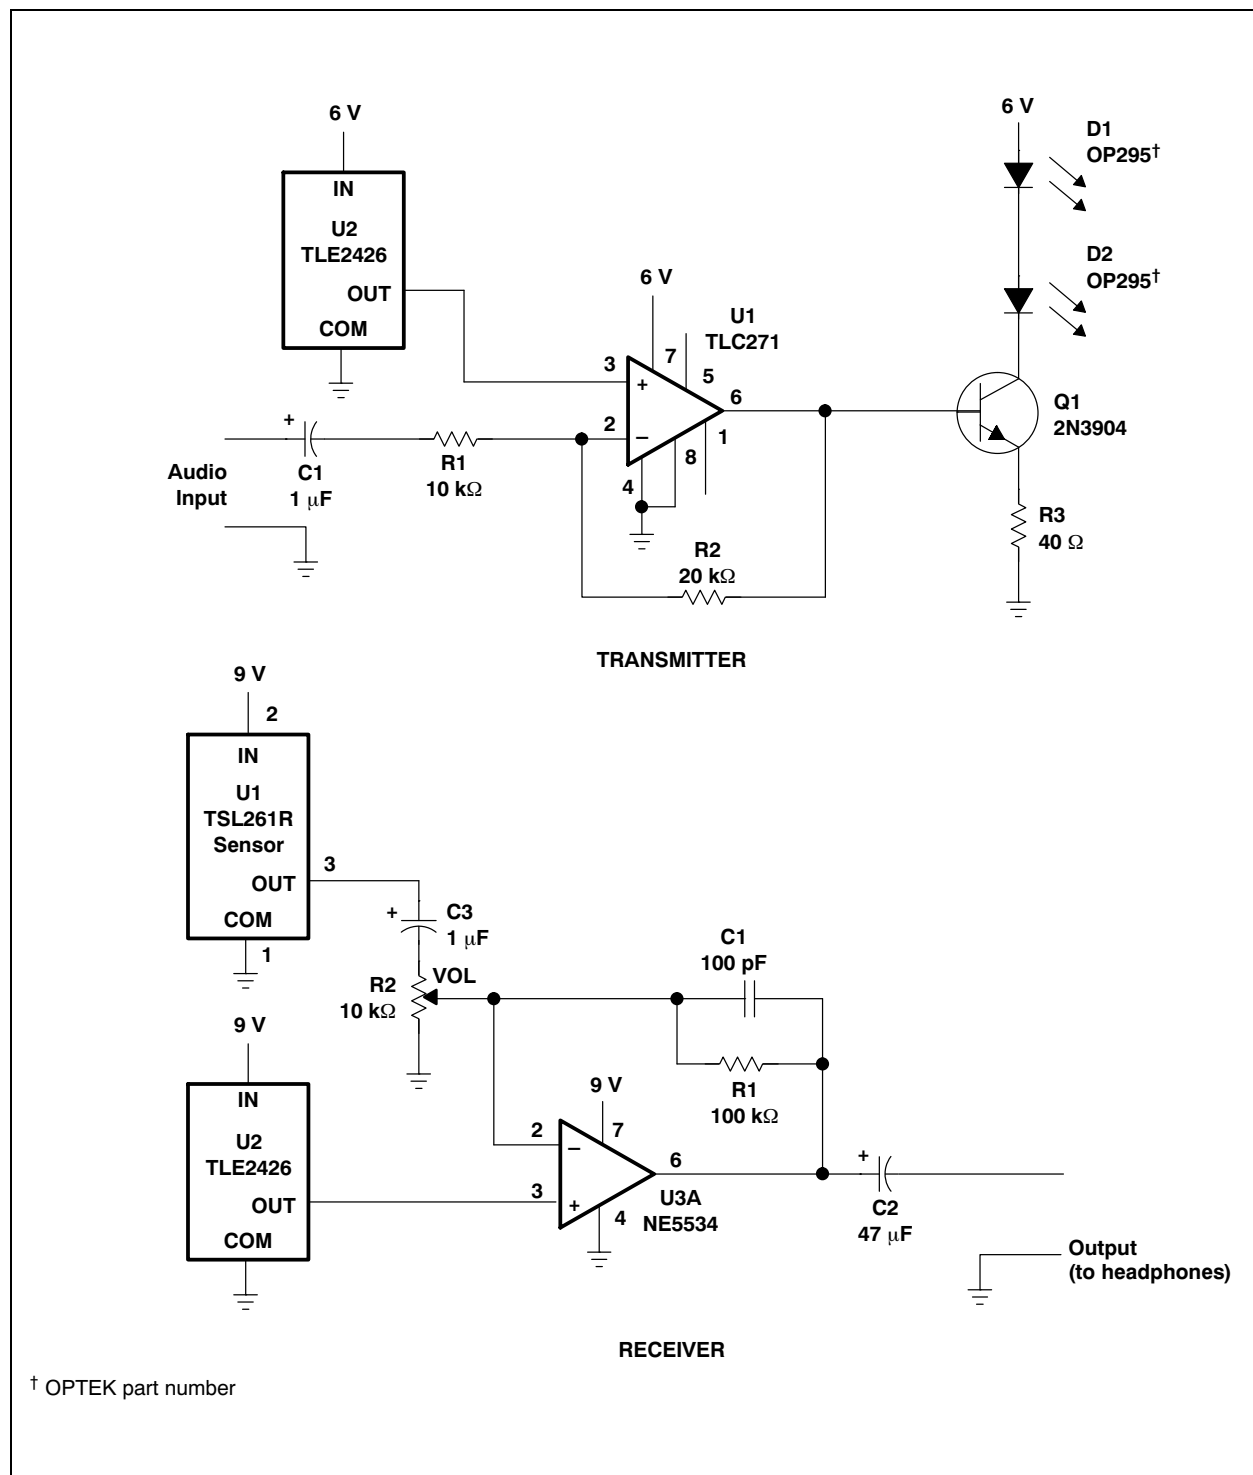 6 V
IN
U2
TLE2426
OUT
COM
6 V
U1
TLC271
7
5
3
+
2
−
6
1
8
4
+
C1
1 µF
R1
10 kΩ
Audio
Input
R2
20 kΩ
6 V
D1
OP295†
D2
OP295†
Q1
2N3904
R3
40 Ω
TRANSMITTER
9 V
2
IN
U1
TSL261R
Sensor
3
OUT
COM
1
+
C3
1 µF
R2
10 kΩ
VOL
C1
100 pF
R1
100 kΩ
9 V
IN
U2
TLE2426
OUT
COM
9 V
7
2
−
3
+
6
4
U3A
NE5534
+
C2
47 µF
Output
(to headphones)
RECEIVER
† OPTEK part number